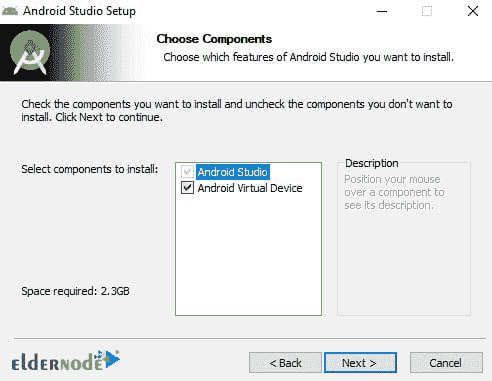 Android Studio Setup
Choose Components
Choose which features of Android Studio you want to install.
Check the components you want to install and uncheck the components you don't want to
install. Click Next to continue.
Select components to install:
Android Studio
Android Virtual Device
Description
Position your mouse
over a component to
see its description.
Space required: 2.3GB
ELDERNODE
< Back
Next >
Cancel